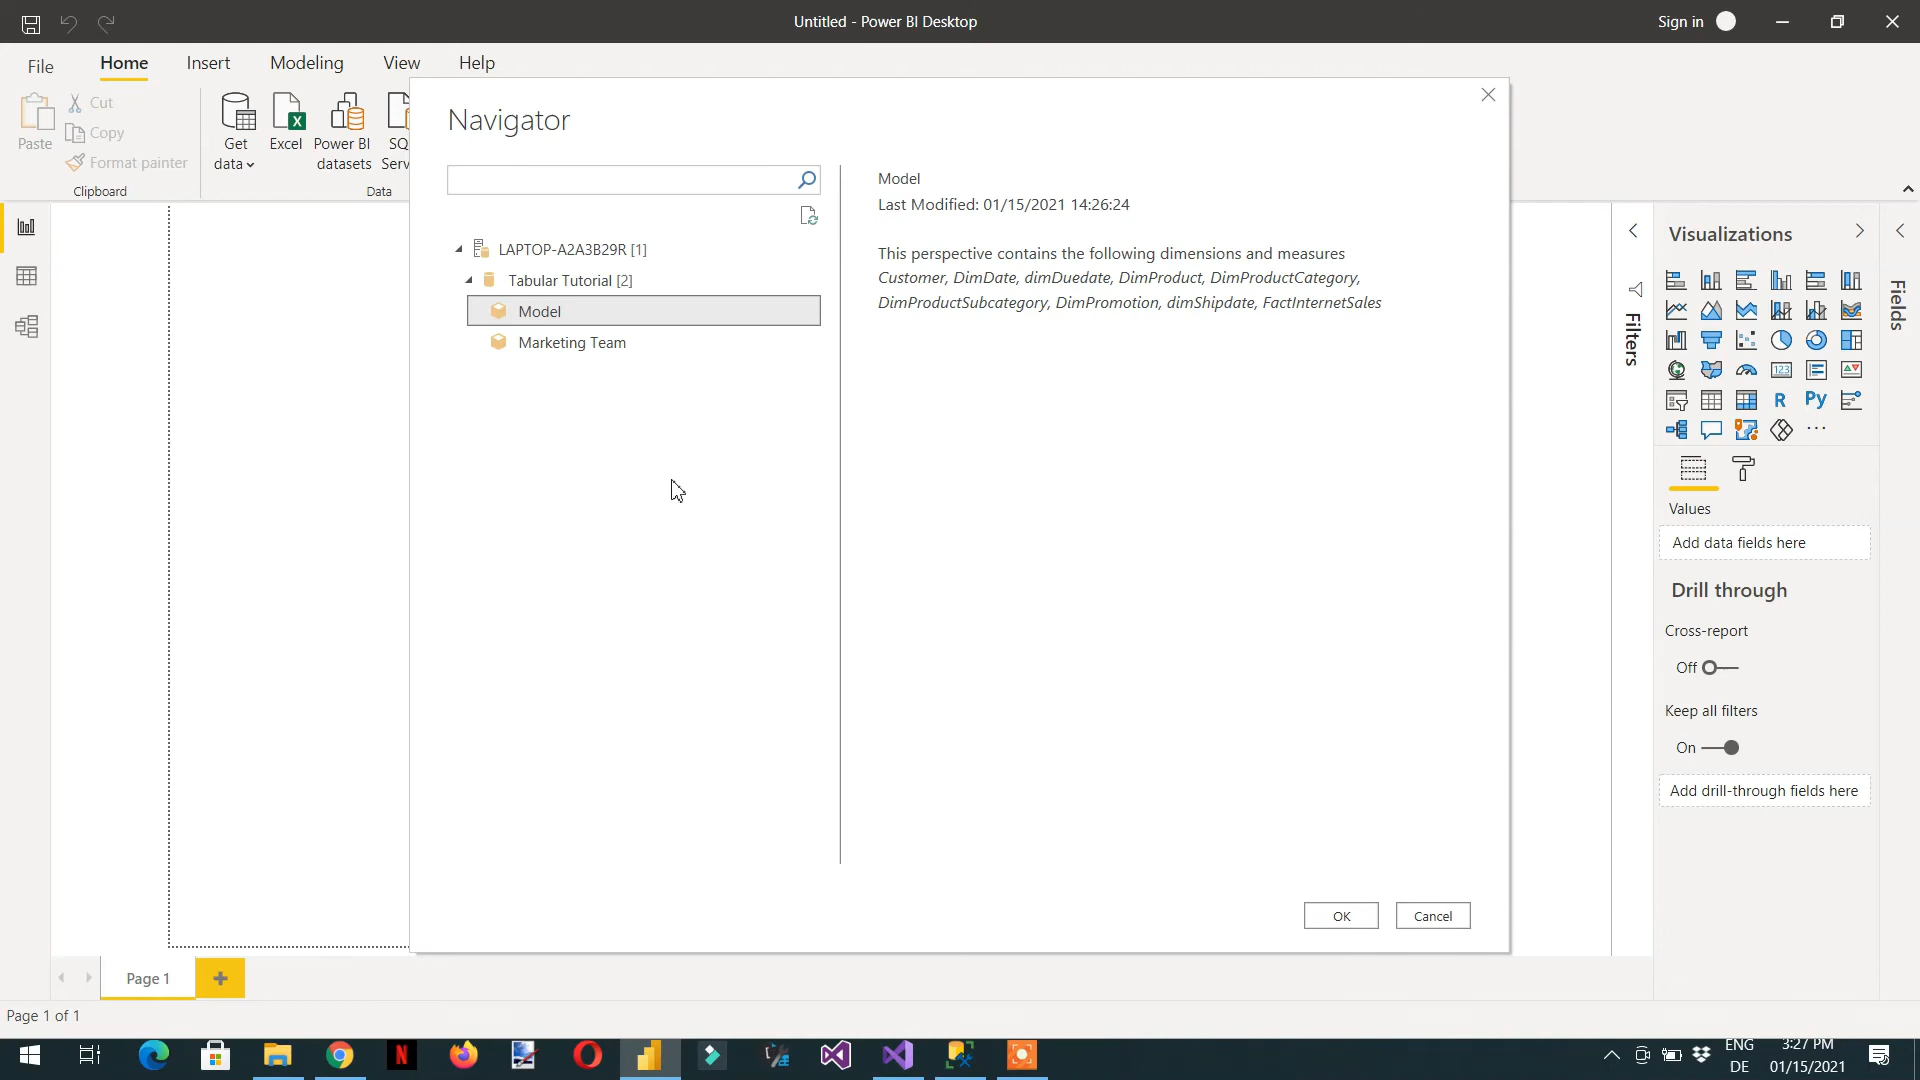 Untitled - Power BI Desktop
Sign in
File
Home
Insert
Modeling
View
Help
Paste
Cut
Copy
Format painter
Clipboard
Get data
Excel
Power BI datasets
SQ
Serv
Data
Navigator
LAPTOP-A2A3B29R [1]
Tabular Tutorial [2]
Model
Marketing Team
Model
Last Modified: 01/15/2021 14:26:24
This perspective contains the following dimensions and measures
Customer, DimDate, dimDuedate, DimProduct, DimProductCategory,
DimProductSubcategory, DimPromotion, dimShipdate, FactInternetSales
OK
Cancel
Filters
Visualizations
123
R
Py
Values
Add data fields here
Drill through
Cross-report
Off
Keep all filters
On
Add drill-through fields here
Fields
Page 1
Page 1 of 1
ENG
DE
3:27 PM
01/15/2021